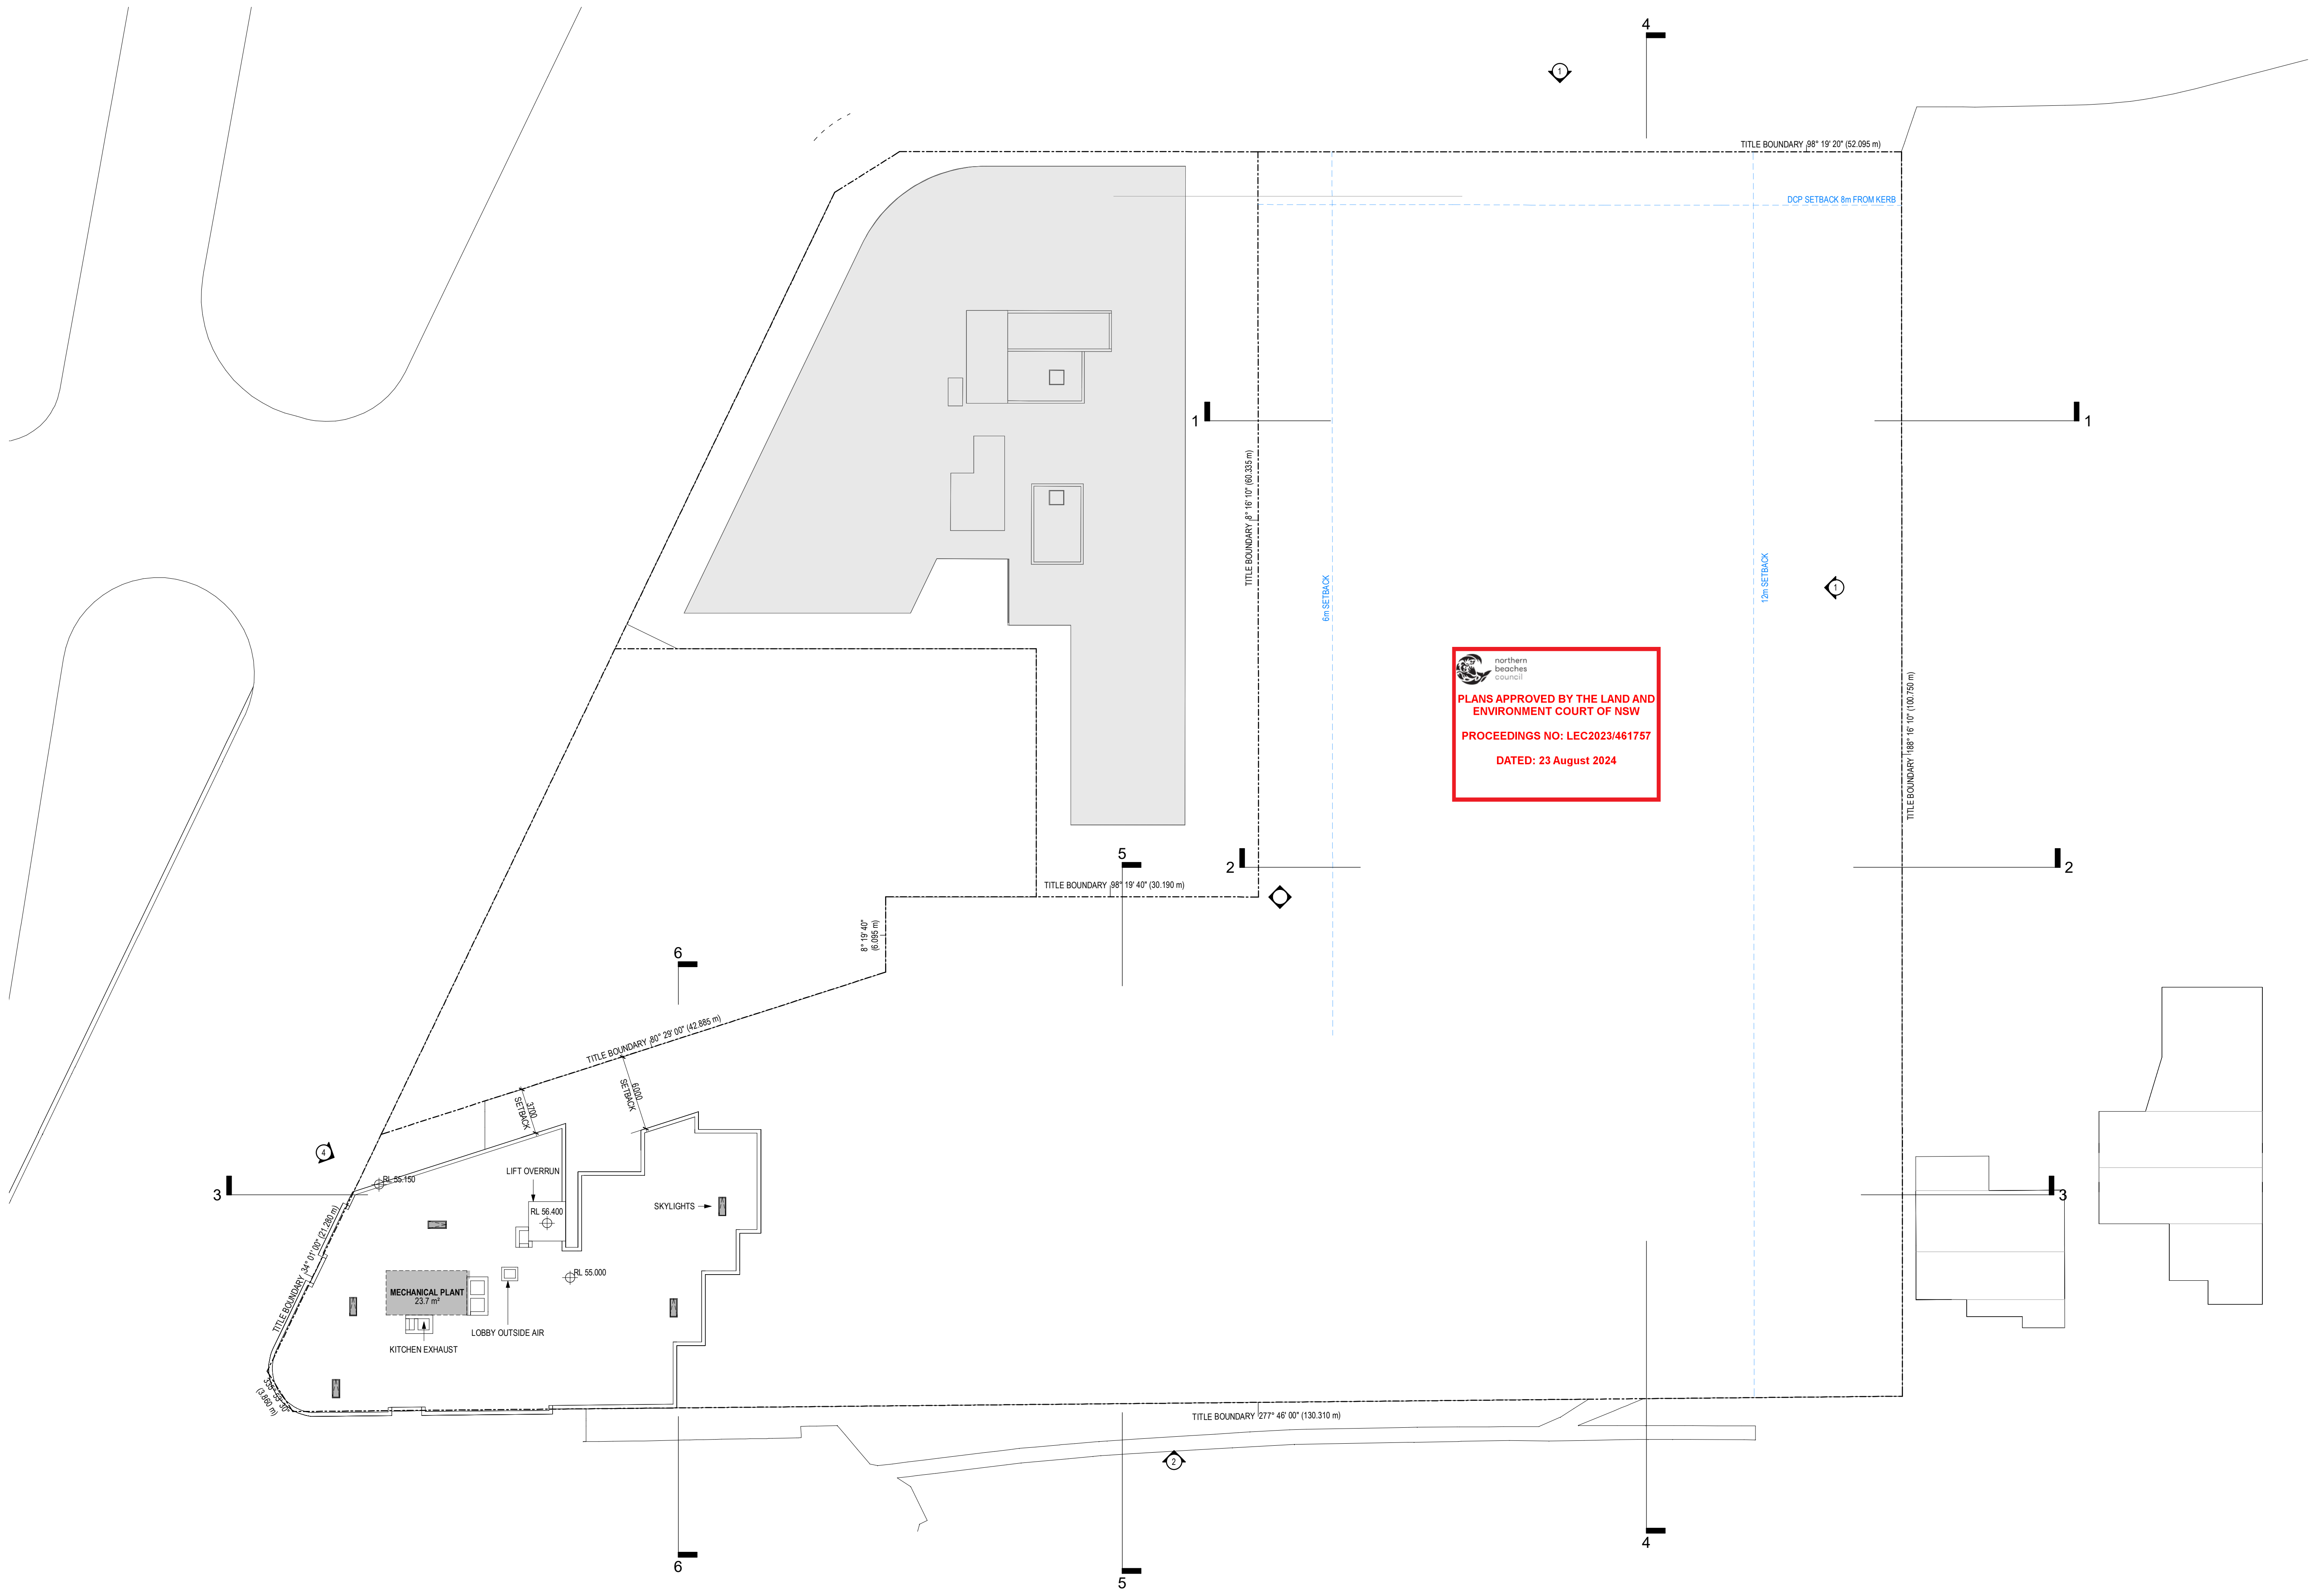 4
1
TITLE BOUNDARY 98° 19' 20" (52.095 m)
DCP SETBACK 8m FROM KERB
1
1
TITLE BOUNDARY 8° 16' 10" (60.335 m)
6m SETBACK
12m SETBACK
1
northern
beaches
council
PLANS APPROVED BY THE LAND AND
ENVIRONMENT COURT OF NSW
PROCEEDINGS NO: LEC2023/461757
DATED: 23 August 2024
TITLE BOUNDARY 188° 16' 10" (100.750 m)
5
2
2
TITLE BOUNDARY 98° 19' 40" (30.190 m)
8° 19' 40"
(6.095 m)
6
TITLE BOUNDARY 80° 29' 00" (42.885 m)
6000
SETBACK
3700
SETBACK
4
3
RL 55.150
LIFT OVERRUN
RL 56.400
SKYLIGHTS
3
TITLE BOUNDARY 34° 01' 00" (21.280 m)
RL 55.000
MECHANICAL PLANT
23.7 m²
LOBBY OUTSIDE AIR
KITCHEN EXHAUST
335° 53' 30"
(3.860 m)
TITLE BOUNDARY 277° 46' 00" (130.310 m)
2
4
6
5